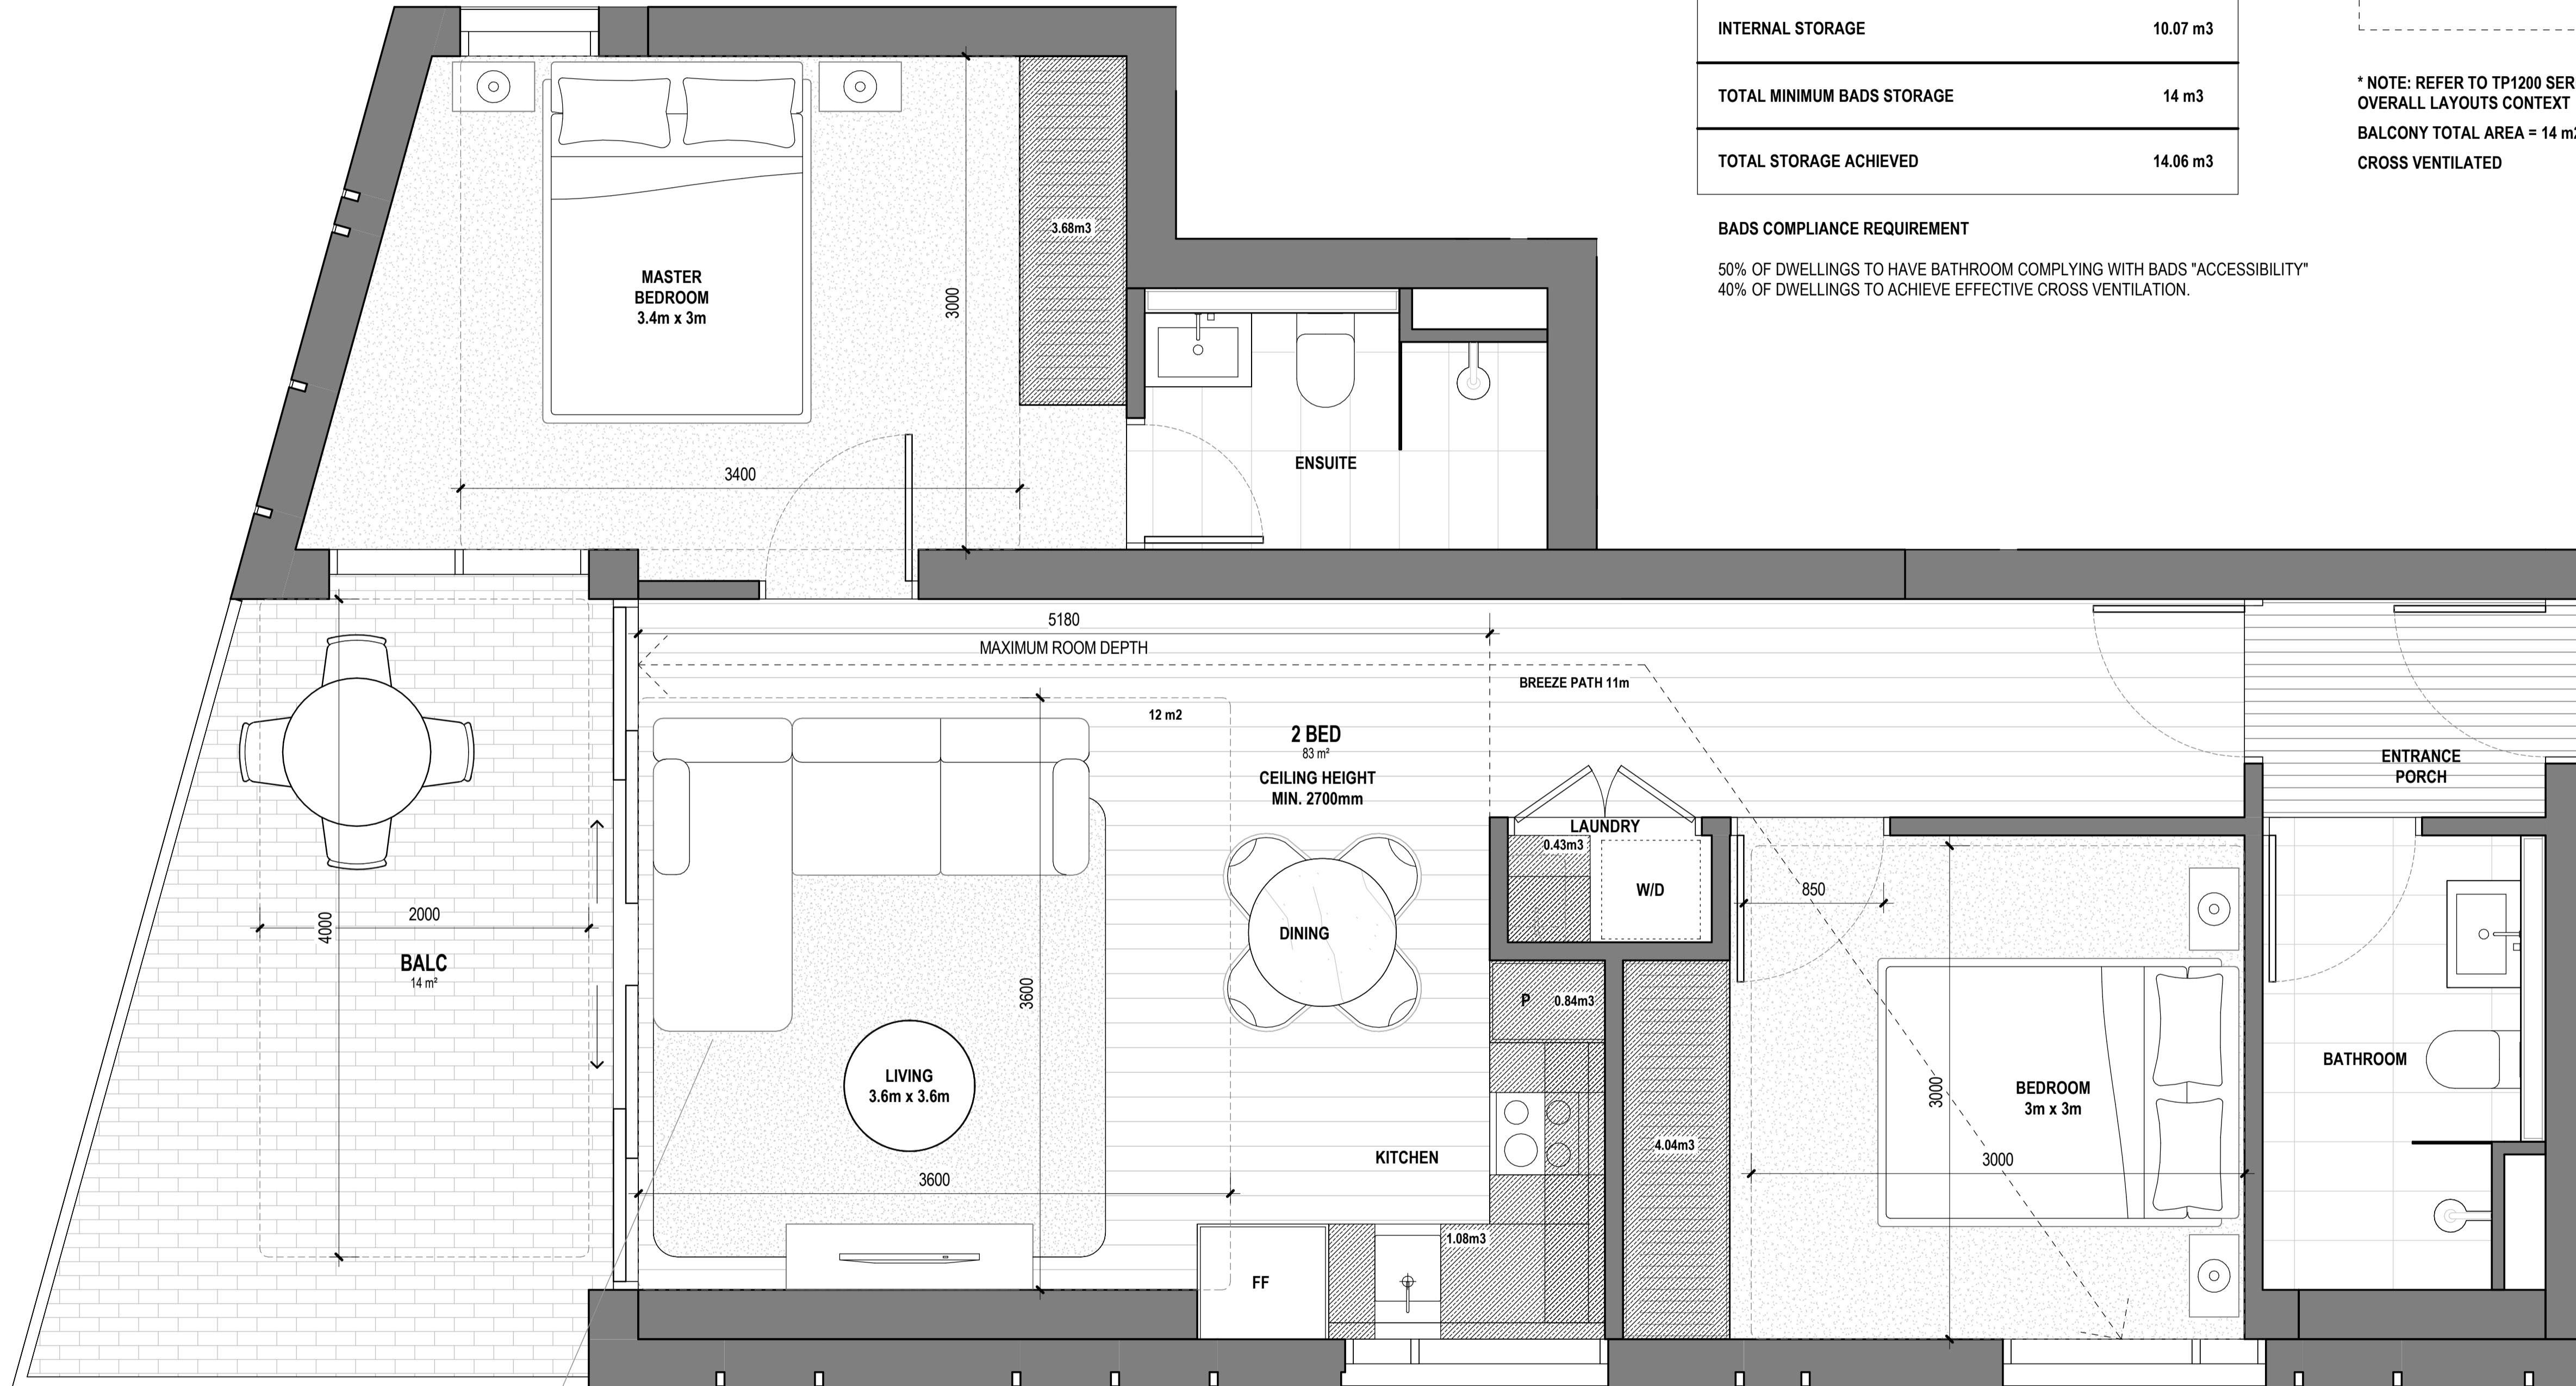 INTERNAL STORAGE 10.07 m3
TOTAL MINIMUM BADS STORAGE 14 m3
TOTAL STORAGE ACHIEVED 14.06 m3
BADS COMPLIANCE REQUIREMENT
50% OF DWELLINGS TO HAVE BATHROOM COMPLYING WITH BADS "ACCESSIBILITY"
40% OF DWELLINGS TO ACHIEVE EFFECTIVE CROSS VENTILATION.
* NOTE: REFER TO TP1200 SER
OVERALL LAYOUTS CONTEXT
BALCONY TOTAL AREA = 14 m2
CROSS VENTILATED
MASTER
BEDROOM
3.4m x 3m
3.68m3
3000
3400
ENSUITE
5180
MAXIMUM ROOM DEPTH
BREEZE PATH 11m
12 m2
2 BED
83 m²
CEILING HEIGHT
MIN. 2700mm
ENTRANCE
PORCH
LAUNDRY
0.43m3
W/D
850
2000
4000
BALC
14 m²
DINING
3600
P 0.84m3
LIVING
3.6m x 3.6m
KITCHEN
3600
1.08m3
FF
4.04m3
3000
BEDROOM
3m x 3m
3000
BATHROOM